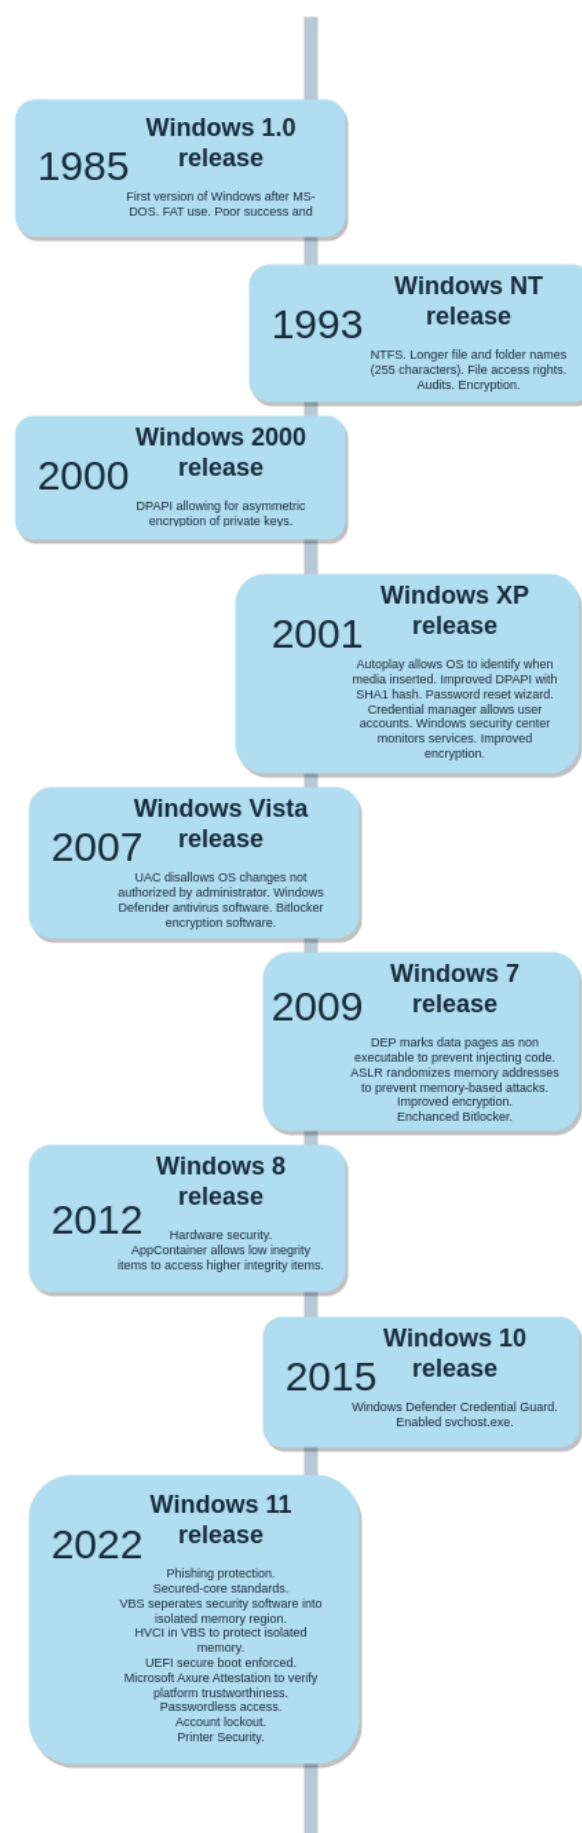 Windows 1.0
release
1985
First version of Windows after MS-
DOS. FAT use. Poor success and
Windows NT
release
1993
NTFS. Longer file and folder names
(255 characters). File access rights.
Audits. Encryption.
Windows 2000
release
2000
DPAPI allowing for asymmetric
encryption of private keys.
Windows XP
release
2001
Autoplay allows OS to identify when
media inserted. Improved DPAPI with
SHA1 hash. Password reset wizard.
Credential manager allows user
accounts. Windows security center
monitors services. Improved
encryption.
Windows Vista
release
2007
UAC disallows OS changes not
authorized by administrator. Windows
Defender antivirus software. Bitlocker
encryption software.
Windows 7
release
2009
DEP marks data pages as non
executable to prevent injecting code.
ASLR randomizes memory addresses
to prevent memory-based attacks.
Improved encryption.
Enchanced Bitlocker.
Windows 8
release
2012
Hardware security.
AppContainer allows low inegrity
items to access higher integrity items.
Windows 10
release
2015
Windows Defender Credential Guard.
Enabled svchost.exe.
Windows 11
release
2022
Phishing protection.
Secured-core standards.
VBS seperates security software into
isolated memory region.
HVCI in VBS to protect isolated
memory.
UEFI secure boot enforced.
Microsoft Axure Attestation to verify
platform trustworthiness.
Passwordless access.
Account lockout.
Printer Security.